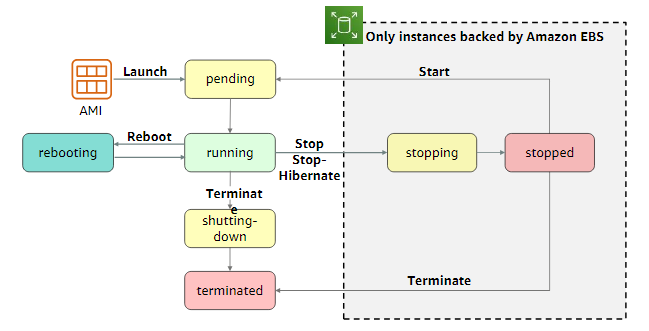 Only instances backed by Amazon EBS
Launch
pending
Start
AMI
rebooting
Reboot
running
Stop
Stop-
Hibernate
stopping
stopped
Terminat
e
shutting-
down
terminated
Terminate